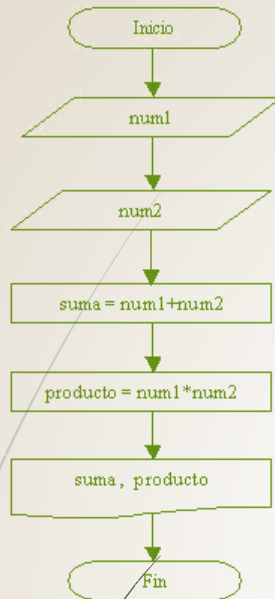 Inicio
num1
num2
suma = num1+num2
producto = num1*num2
suma , producto
Fin